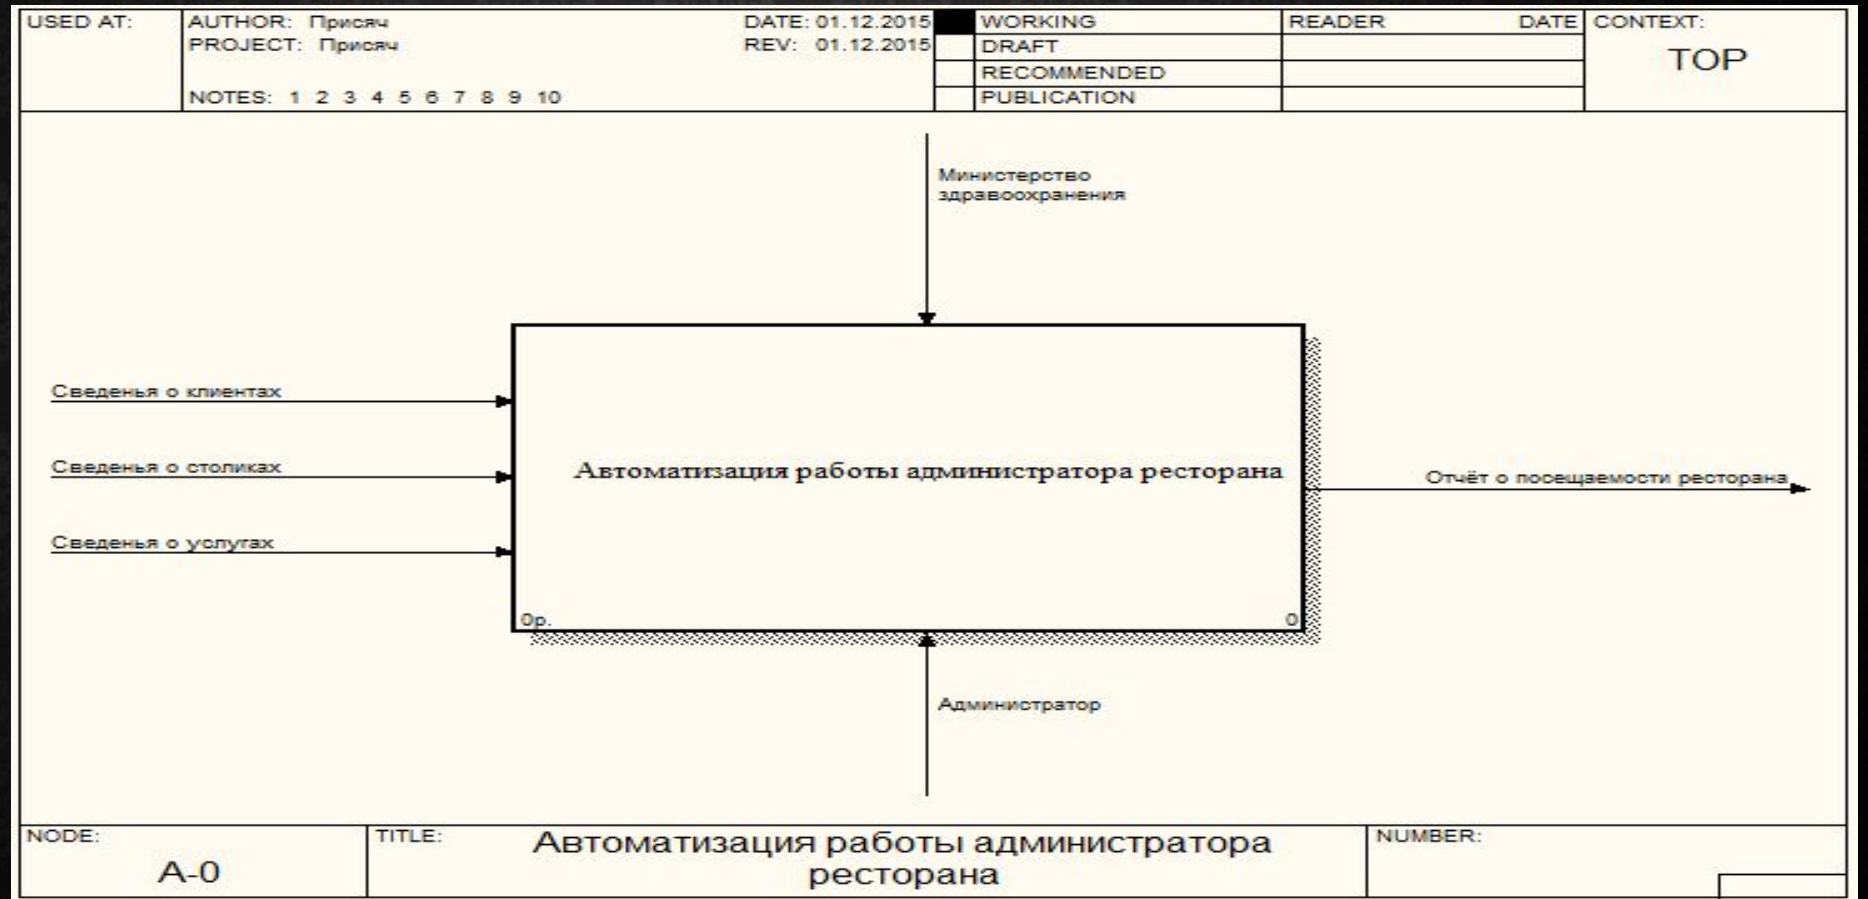 USED AT:
AUTHOR: Присяч
DATE: 01.12.2015
PROJECT: Присяч
REV: 01.12.2015
NOTES: 1 2 3 4 5 6 7 8 9 10
WORKING
DRAFT
RECOMMENDED
PUBLICATION
READER DATE
CONTEXT:
TOP
Министерство
здравоохранения
Сведенья о клиентах
Сведенья о столиках
Сведенья о услугах
Автоматизация работы администратора ресторана
0р. 0
Отчёт о посещаемости ресторана
Администратор
NODE:
A-0
TITLE:
Автоматизация работы администратора
ресторана
NUMBER: